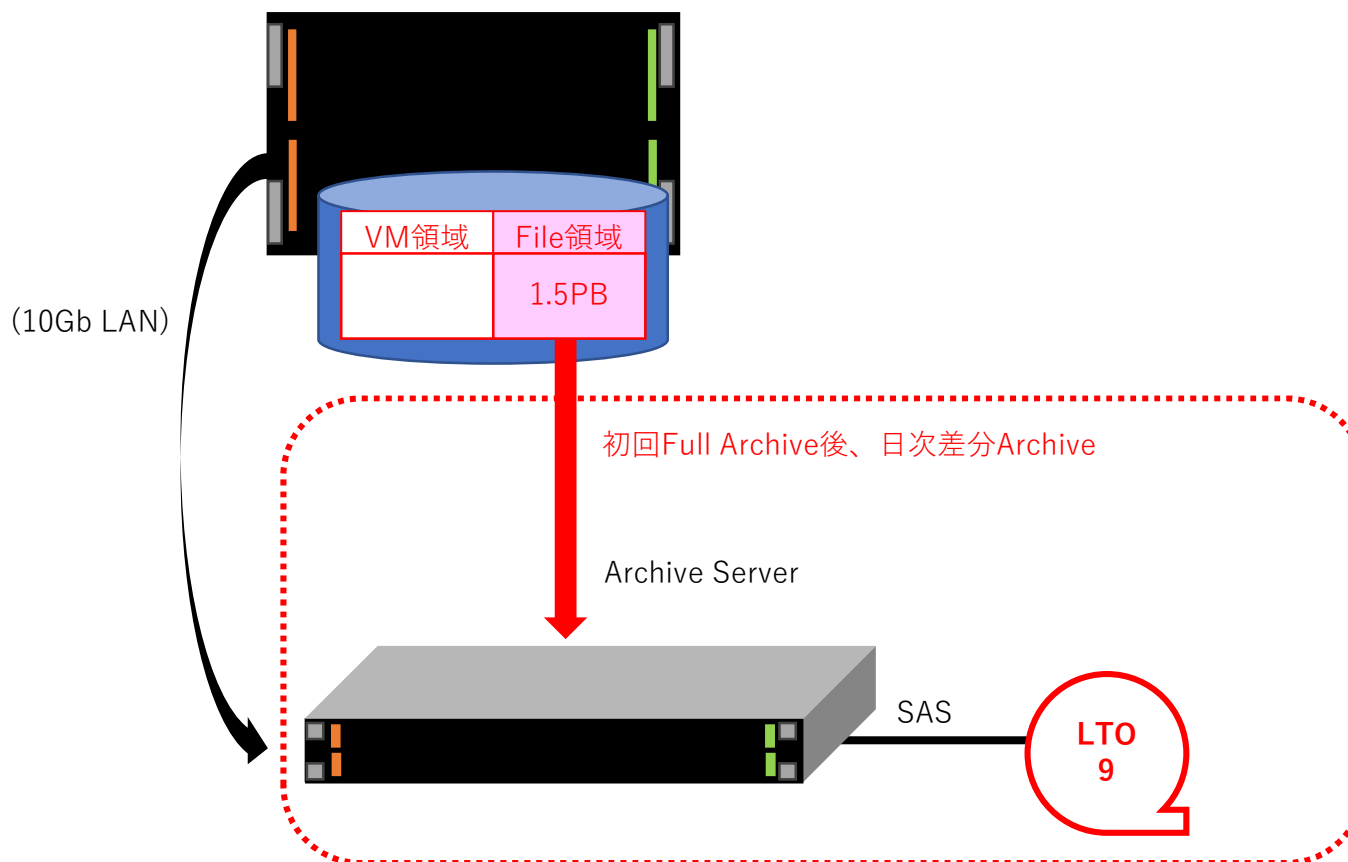 VM領域
File領域
1.5PB
(10Gb LAN)
初回Full Archive後、日次差分Archive
Archive Server
SAS
LTO
9